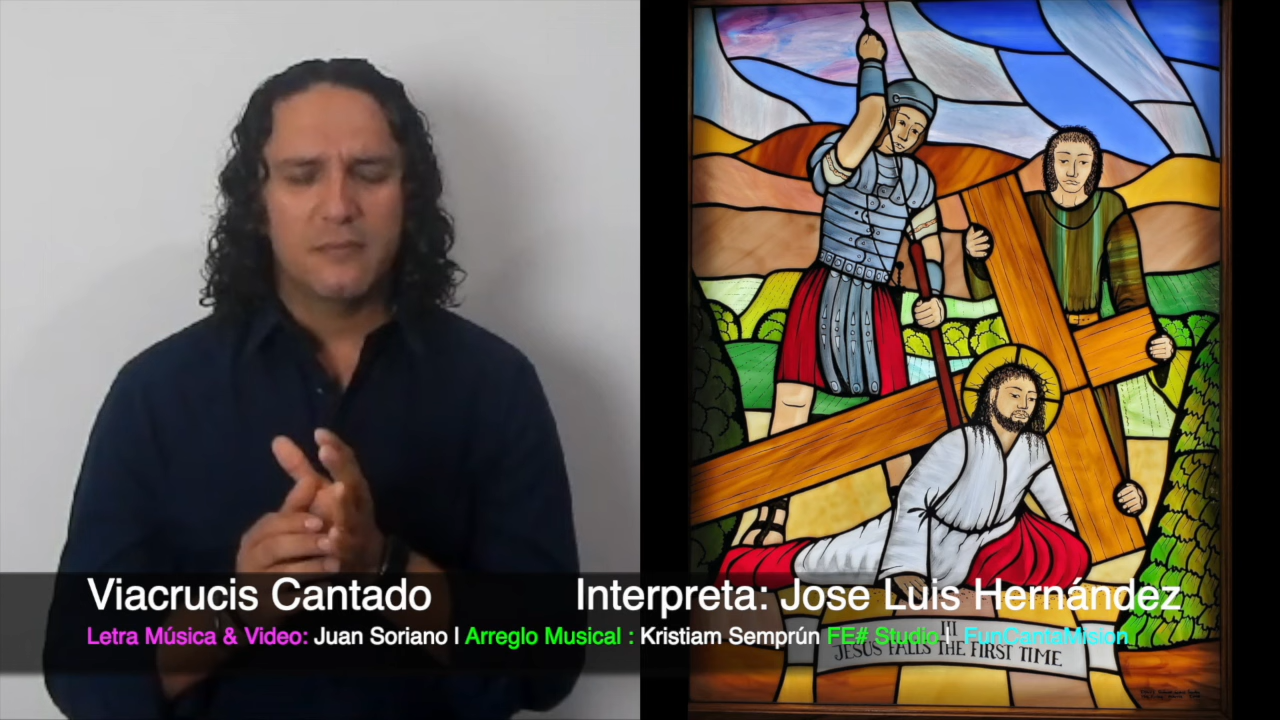 Viacrucis Cantado Interpreta: Jose Luis Hernández
Letra Música & Video: Juan Soriano | Arreglo Musical : Kristiam Semprún FE# Studio | FunCantaMision
III
JESUS FALLS THE FIRST TIME